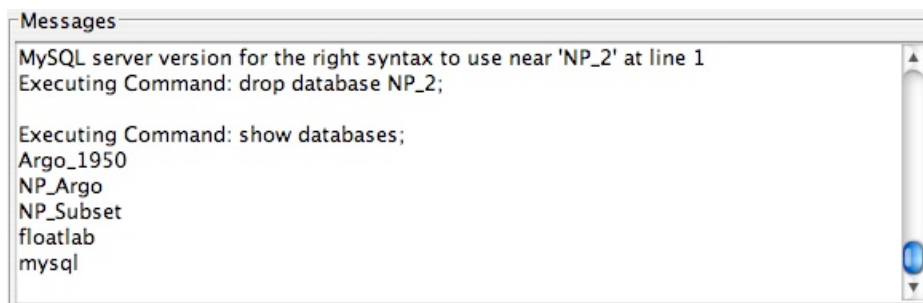 Messages
MySQL server version for the right syntax to use near 'NP_2' at line 1
Executing Command: drop database NP_2;
Executing Command: show databases;
Argo_1950
NP_Argo
NP_Subset
floatlab
mysql